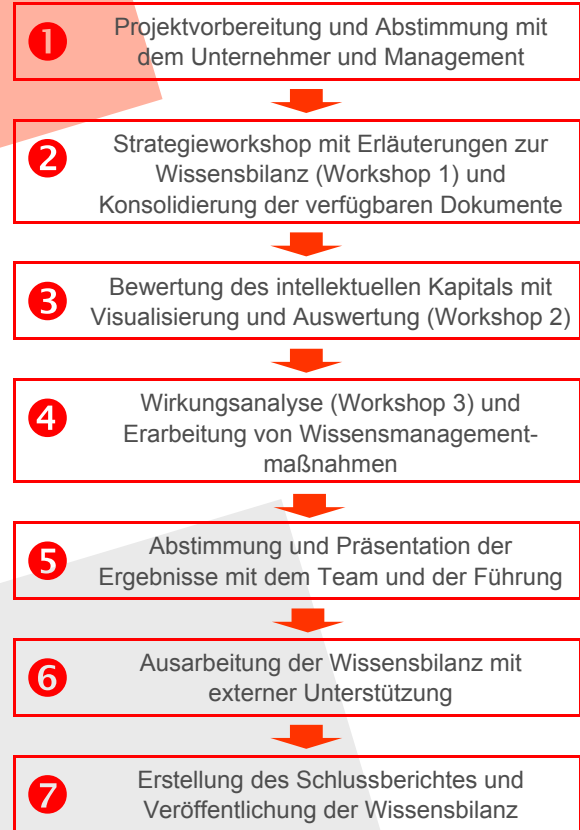 1 Projektvorbereitung und Abstimmung mit
dem Unternehmer und Management
2 Strategieworkshop mit Erläuterungen zur
Wissensbilanz (Workshop 1) und
Konsolidierung der verfügbaren Dokumente
3 Bewertung des intellektuellen Kapitals mit
Visualisierung und Auswertung (Workshop 2)
4 Wirkungsanalyse (Workshop 3) und
Erarbeitung von Wissensmanagement-
maßnahmen
5 Abstimmung und Präsentation der
Ergebnisse mit dem Team und der Führung
6 Ausarbeitung der Wissensbilanz mit
externer Unterstützung
7 Erstellung des Schlussberichtes und
Veröffentlichung der Wissensbilanz